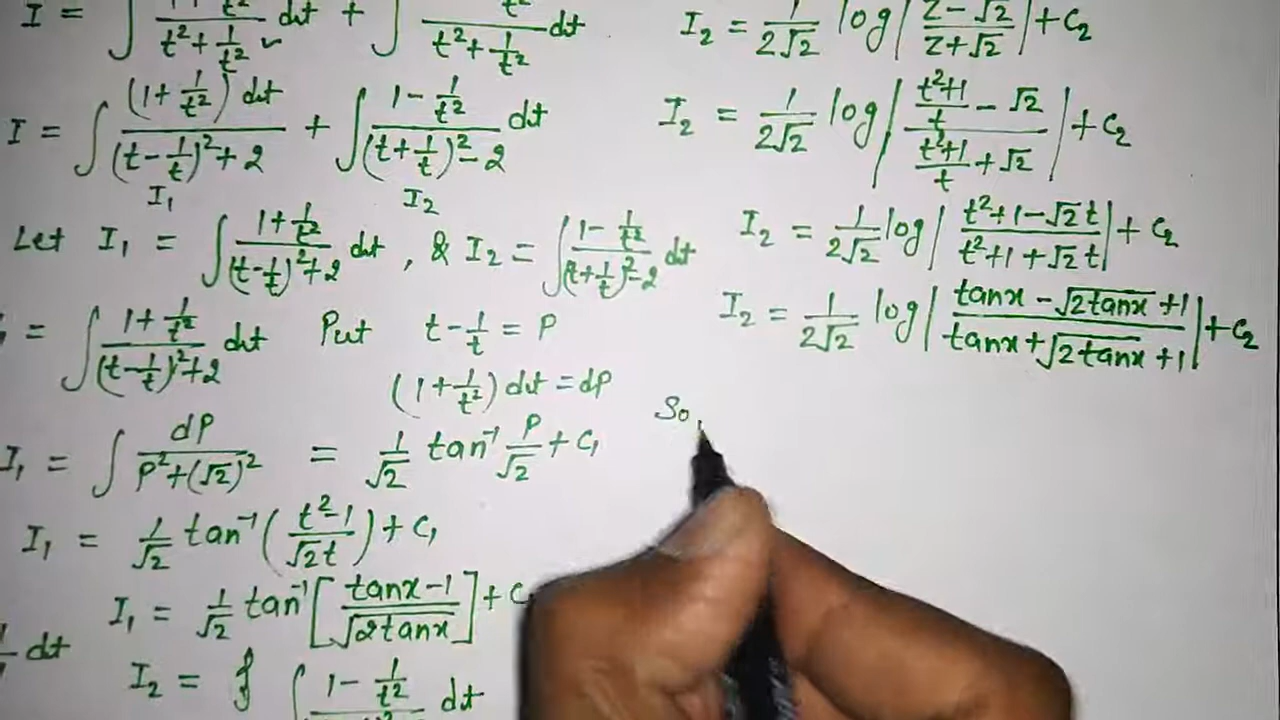 I = ∫ (1+1/t²)/(t²+1/t²) dt + ∫ t²/(t²+1/t²) dt
I = ∫ (1+1/t²) dt/((t-1/t)²+2) + ∫ (1-1/t²)/((t+1/t)²-2) dt
I₁ I₂
Let I₁ = ∫ (1+1/t²)/((t-1/t)²+2) dt , & I₂ = ∫ (1-1/t²)/((t+1/t)²-2) dt
= ∫ (1+1/t²)/((t-1/t)²+2) dt Put t-1/t = P
(1+1/t²) dt = dP
I₁ = ∫ dP/(P²+(√2)²) = 1/√2 tan⁻¹ P/√2 + C₁
I₁ = 1/√2 tan⁻¹((t²-1)/(√2t)) + C₁
I₁ = 1/√2 tan⁻¹[(tanx-1)/√2tanx] + C
dt
I₂ = ∫ (1-1/t²) dt
I₂ = 1/2√2 log|(z-√2)/(z+√2)| + C₂
I₂ = 1/2√2 log|((t²+1)/t - √2)/((t²+1)/t + √2)| + C₂
I₂ = 1/2√2 log|(t²+1-√2t)/(t²+1+√2t)| + C₂
I₂ = 1/2√2 log|(tanx-√2tanx+1)/(tanx+√2tanx+1)| + C₂
So,